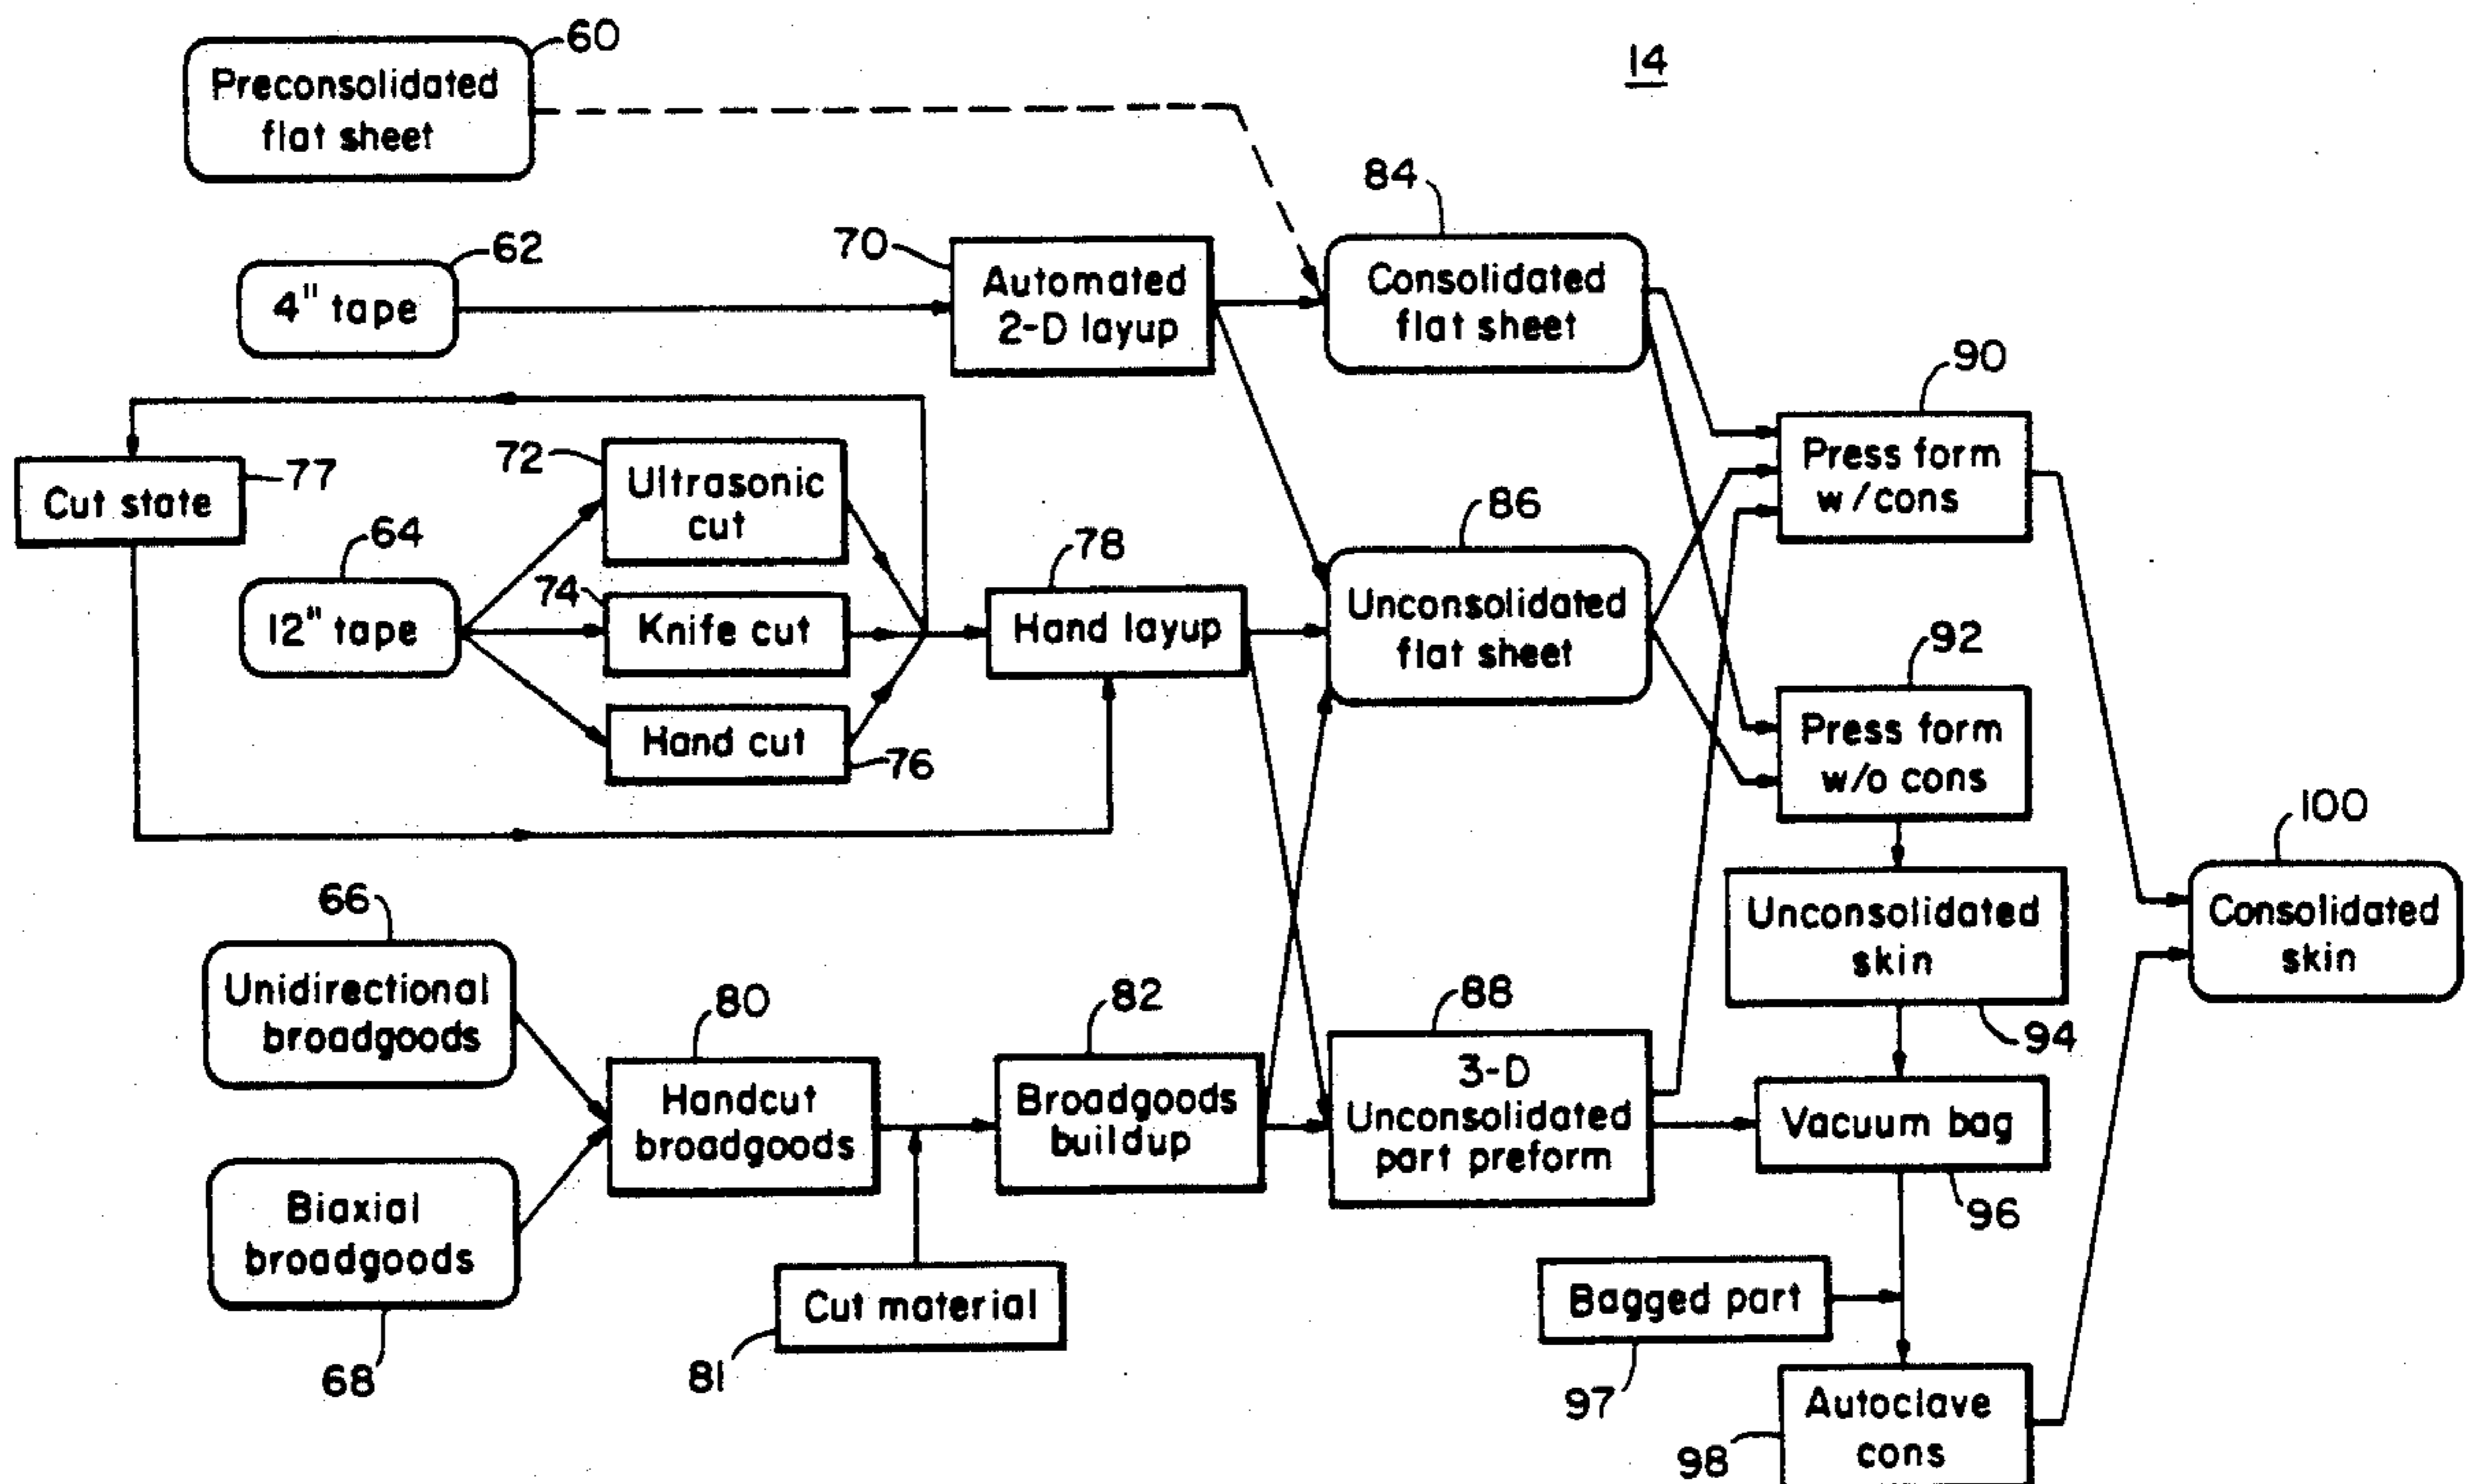 60
Preconsolidated
flat sheet
14
84
62
4" tape
70
Automated
2-D layup
Consolidated
flat sheet
90
Press form
w/cons
77
Cut state
72
Ultrasonic
cut
64
12" tape
74
Knife cut
76
Hand cut
78
Hand layup
86
Unconsolidated
flat sheet
92
Press form
w/o cons
100
Consolidated
skin
66
Unidirectional
broadgoods
80
Handcut
broadgoods
82
Broadgoods
buildup
88
3-D
Unconsolidated
part preform
Unconsolidated
skin
94
Vacuum bag
96
Biaxial
broadgoods
68
Cut material
81
Bagged part
97
Autoclave
cons
98